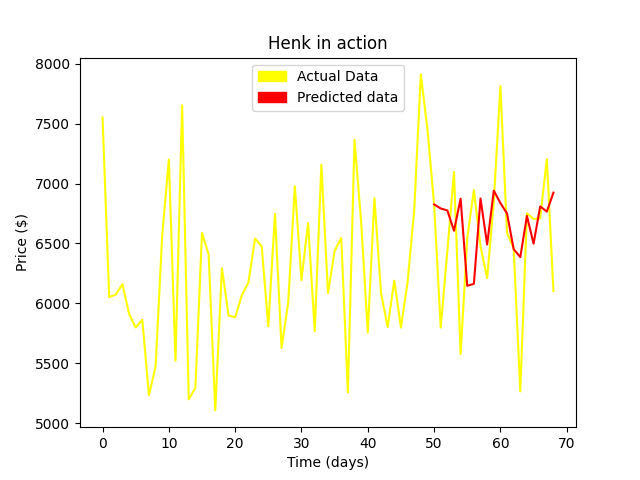 Henk in action
Actual Data
Predicted data
Price ($)
8000
7500
7000
6500
6000
5500
5000
0 10 20 30 40 50 60 70
Time (days)